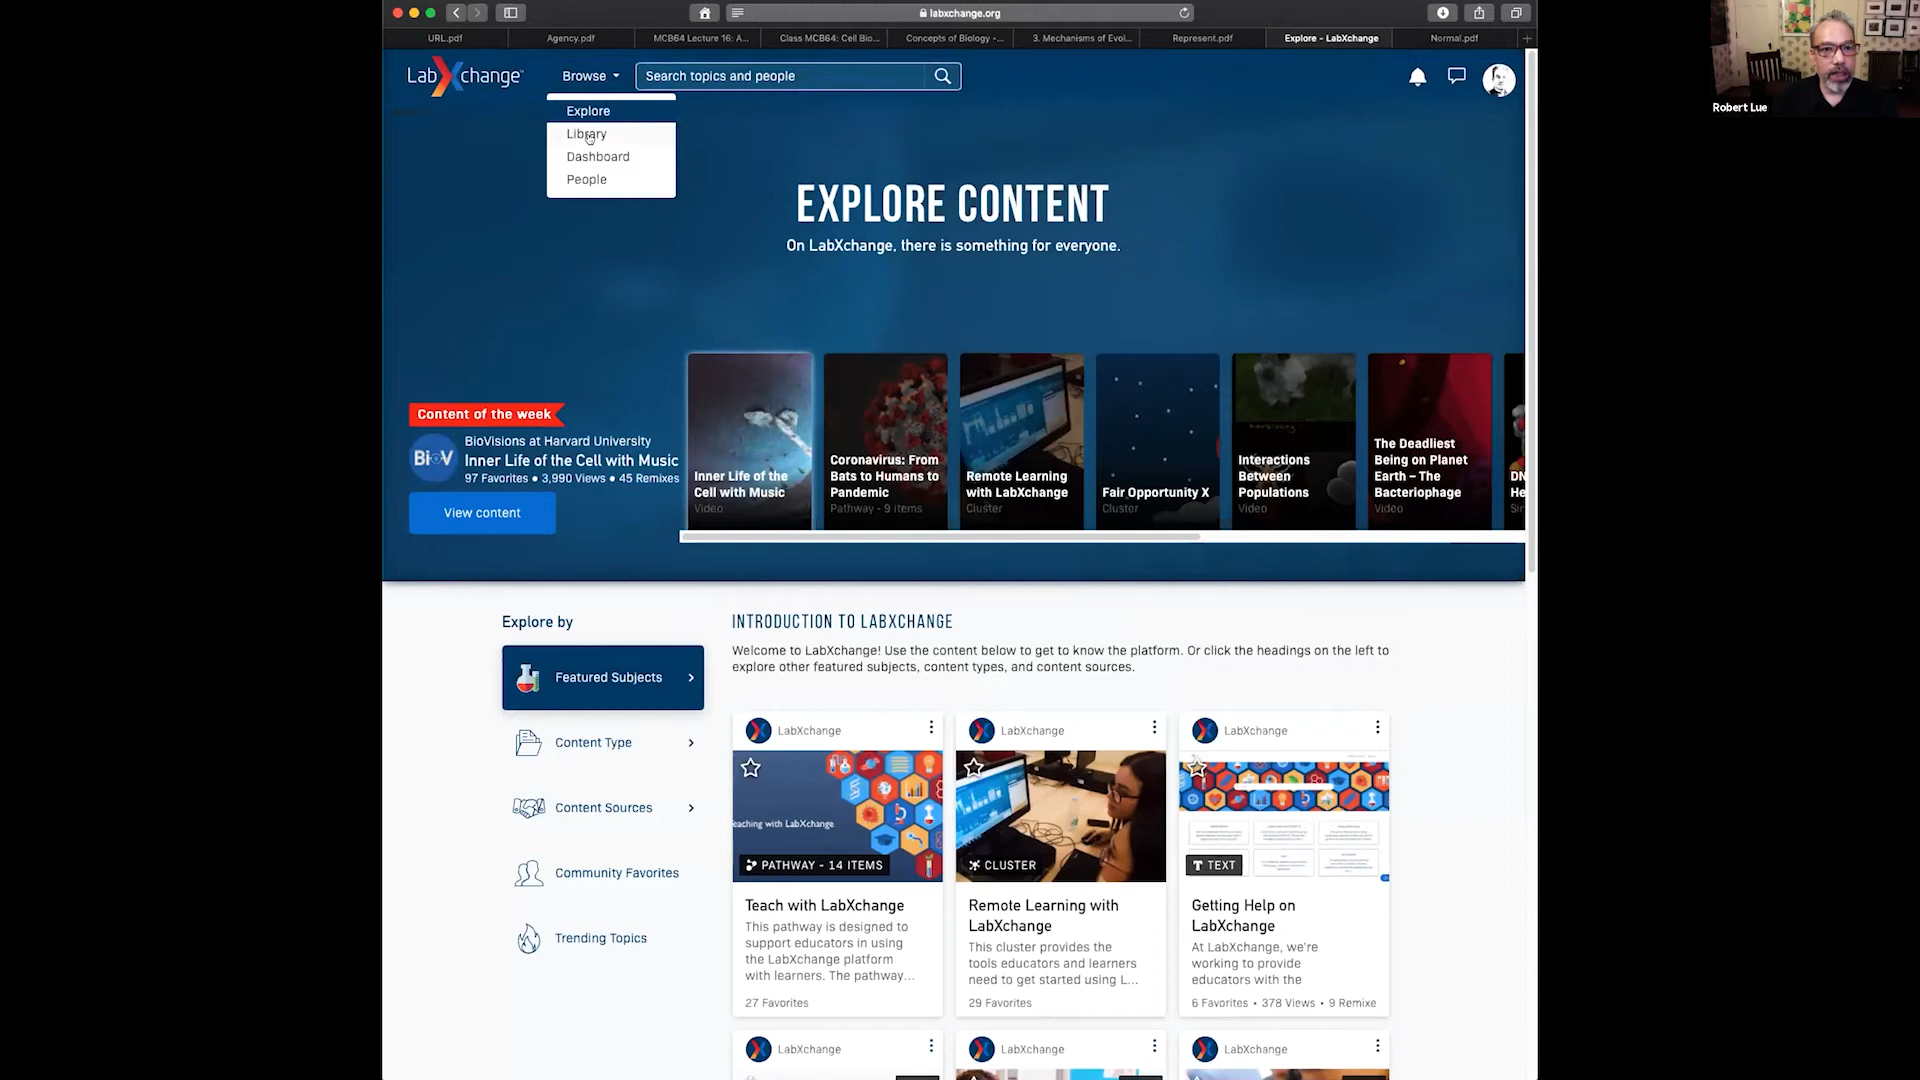 labxchange.org
URL.pdf
Agency.pdf
MCB64 Lecture 16: A...
Class MCB64: Cell Bio...
Concepts of Biology -...
3. Mechanisms of Evol...
Represent.pdf
Explore - LabXchange
Normal.pdf
LabXchange
Browse
Search topics and people
Explore
Library
Dashboard
People
Robert Lue
EXPLORE CONTENT
On LabXchange, there is something for everyone.
Content of the week
BioV
BioVisions at Harvard University
Inner Life of the Cell with Music
97 Favorites • 3,990 Views • 45 Remixes
View content
Inner Life of the
Cell with Music
Video
Coronavirus: From
Bats to Humans to
Pandemic
Pathway - 9 items
Remote Learning
with LabXchange
Cluster
Fair Opportunity X
Cluster
Interactions
Between
Populations
Video
The Deadliest
Being on Planet
Earth – The
Bacteriophage
Video
Explore by
Featured Subjects
Content Type
Content Sources
Community Favorites
Trending Topics
INTRODUCTION TO LABXCHANGE
Welcome to LabXchange! Use the content below to get to know the platform. Or click the headings on the left to
explore other featured subjects, content types, and content sources.
LabXchange
eaching with LabXchange
PATHWAY - 14 ITEMS
Teach with LabXchange
This pathway is designed to
support educators in using
the LabXchange platform
with learners. The pathway...
27 Favorites
LabXchange
CLUSTER
Remote Learning with
LabXchange
This cluster provides the
tools educators and learners
need to get started using L...
29 Favorites
LabXchange
TEXT
Getting Help on
LabXchange
At LabXchange, we're
working to provide
educators with the
6 Favorites • 378 Views • 9 Remixe
LabXchange
LabXchange
LabXchange